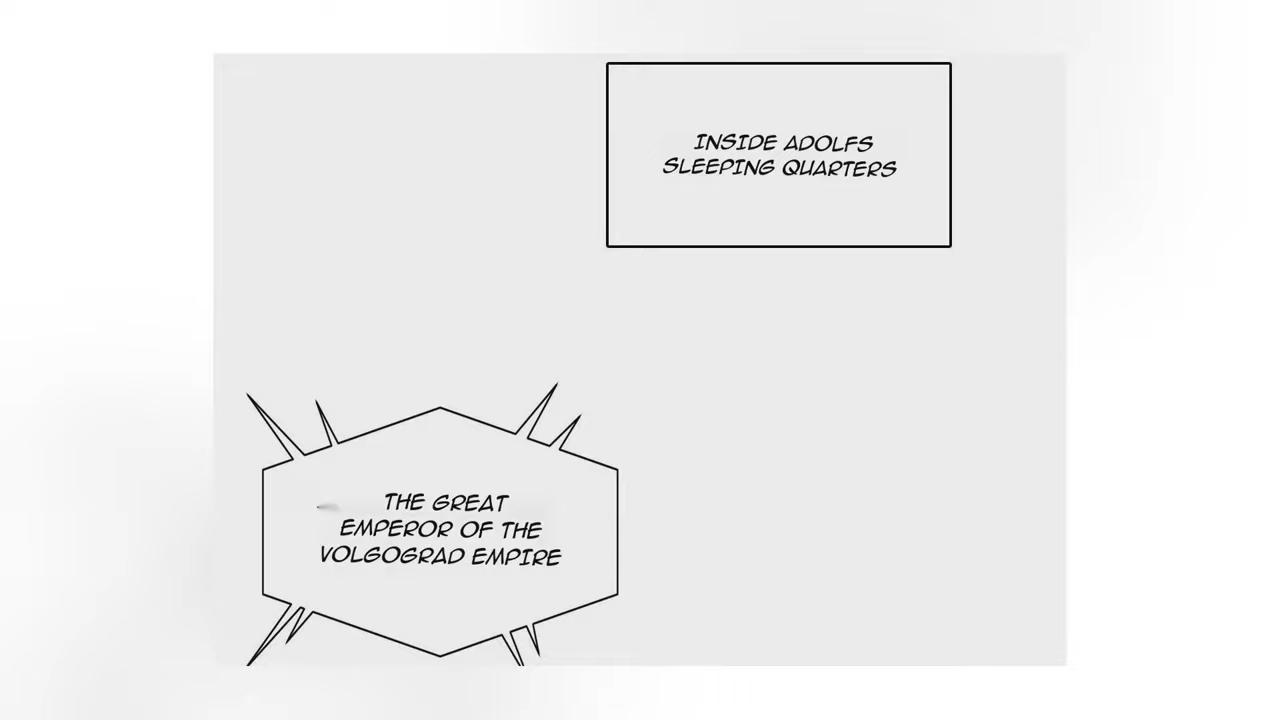 INSIDE ADOLFS
SLEEPING QUARTERS
THE GREAT
EMPEROR OF THE
VOLGOGRAD EMPIRE